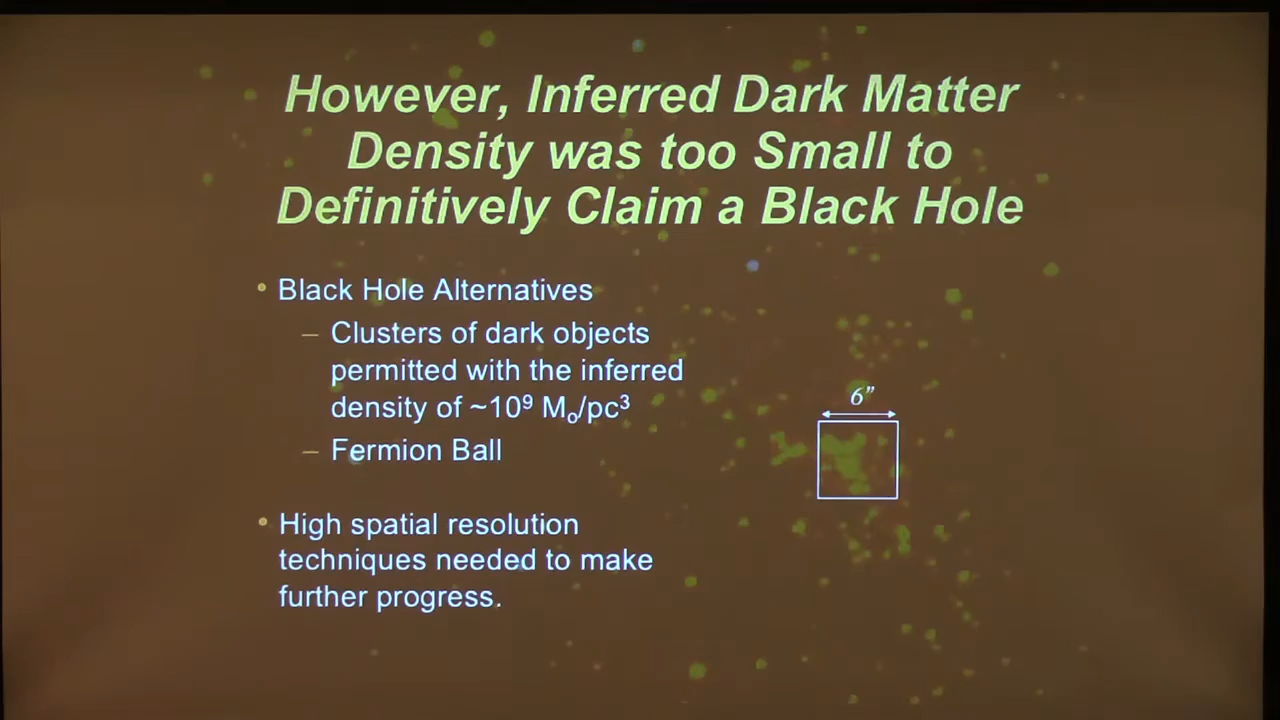 However, Inferred Dark Matter
Density was too Small to
Definitively Claim a Black Hole
• Black Hole Alternatives
– Clusters of dark objects
permitted with the inferred
density of ~10⁹ Mₒ/pc³
– Fermion Ball
6”
• High spatial resolution
techniques needed to make
further progress.